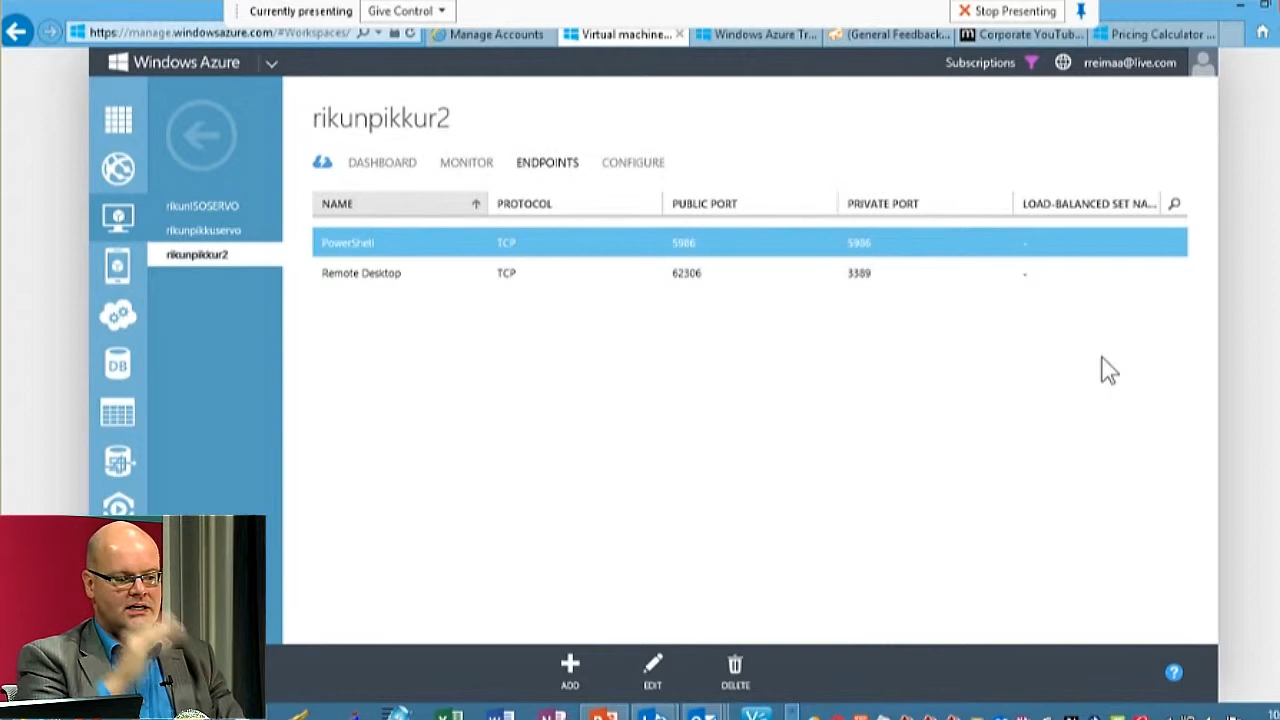 Currently presenting
Give Control
Stop Presenting
https://manage.windowsazure.com/#Workspaces/
Manage Accounts
Virtual machine...
Windows Azure Tr...
(General Feedback...
Corporate YouTub...
Pricing Calculator
Windows Azure
Subscriptions
rreimaa@live.com
rikunpikkur2
DASHBOARD
MONITOR
ENDPOINTS
CONFIGURE
rikunISOSERVO
rikunpikkuservo
rikunpikkur2
NAME PROTOCOL PUBLIC PORT PRIVATE PORT LOAD-BALANCED SET NA...
PowerShell TCP 5986 5986 -
Remote Desktop TCP 62306 3389 -
DB
ADD
EDIT
DELETE
?